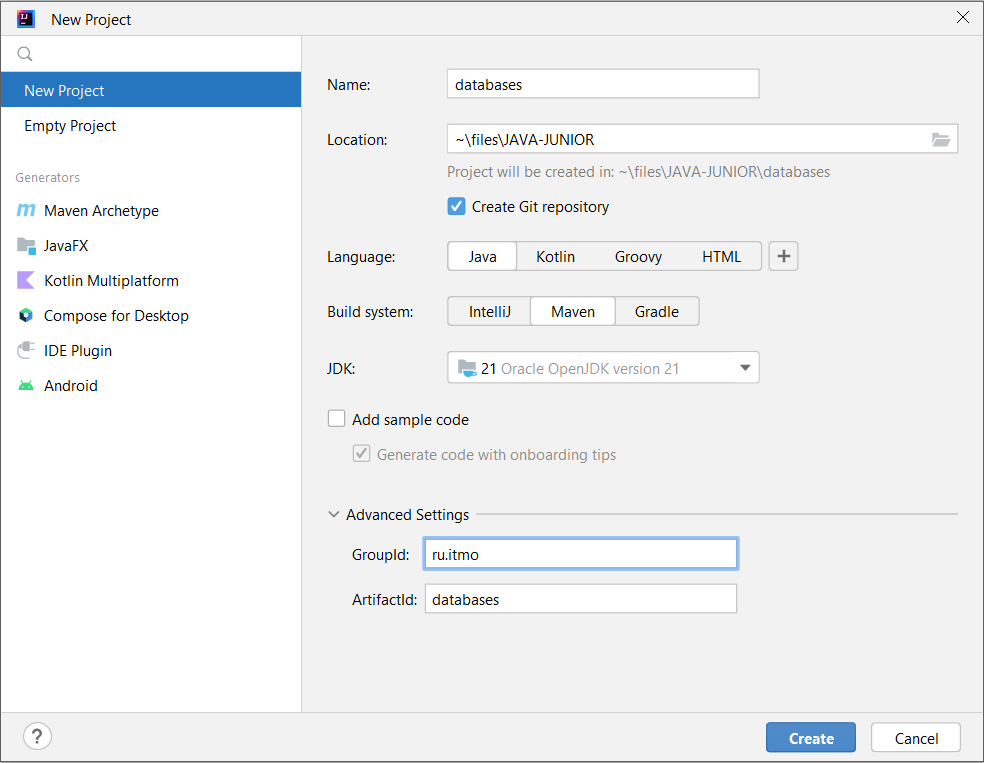 New Project
New Project
Empty Project
Generators
Maven Archetype
JavaFX
Kotlin Multiplatform
Compose for Desktop
IDE Plugin
Android
Name: databases
Location: ~\files\JAVA-JUNIOR
Project will be created in: ~\files\JAVA-JUNIOR\databases
Create Git repository
Language: Java Kotlin Groovy HTML +
Build system: IntelliJ Maven Gradle
JDK: 21 Oracle OpenJDK version 21
Add sample code
Generate code with onboarding tips
Advanced Settings
GroupId: ru.itmo
ArtifactId: databases
? Create Cancel